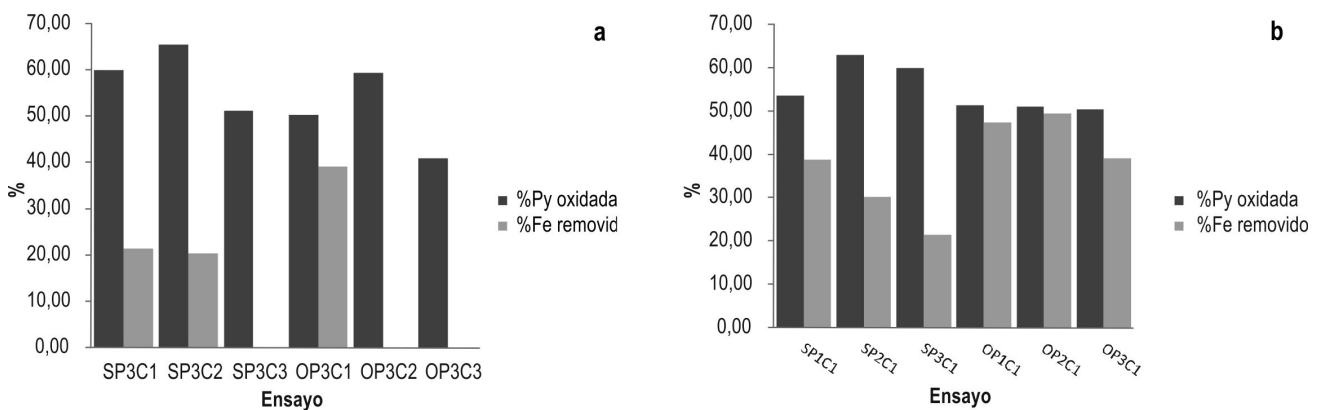 a
70,00
60,00
50,00
40,00
30,00
20,00
10,00
0,00
%
SP3C1 SP3C2 SP3C3 OP3C1 OP3C2 OP3C3
Ensayo
%Py oxidada
%Fe removid
b
70,00
60,00
50,00
40,00
30,00
20,00
10,00
0,00
%
SP1C1 SP2C1 SP3C1 OP1C1 OP2C1 OP3C1
Ensayo
%Py oxidada
%Fe removido